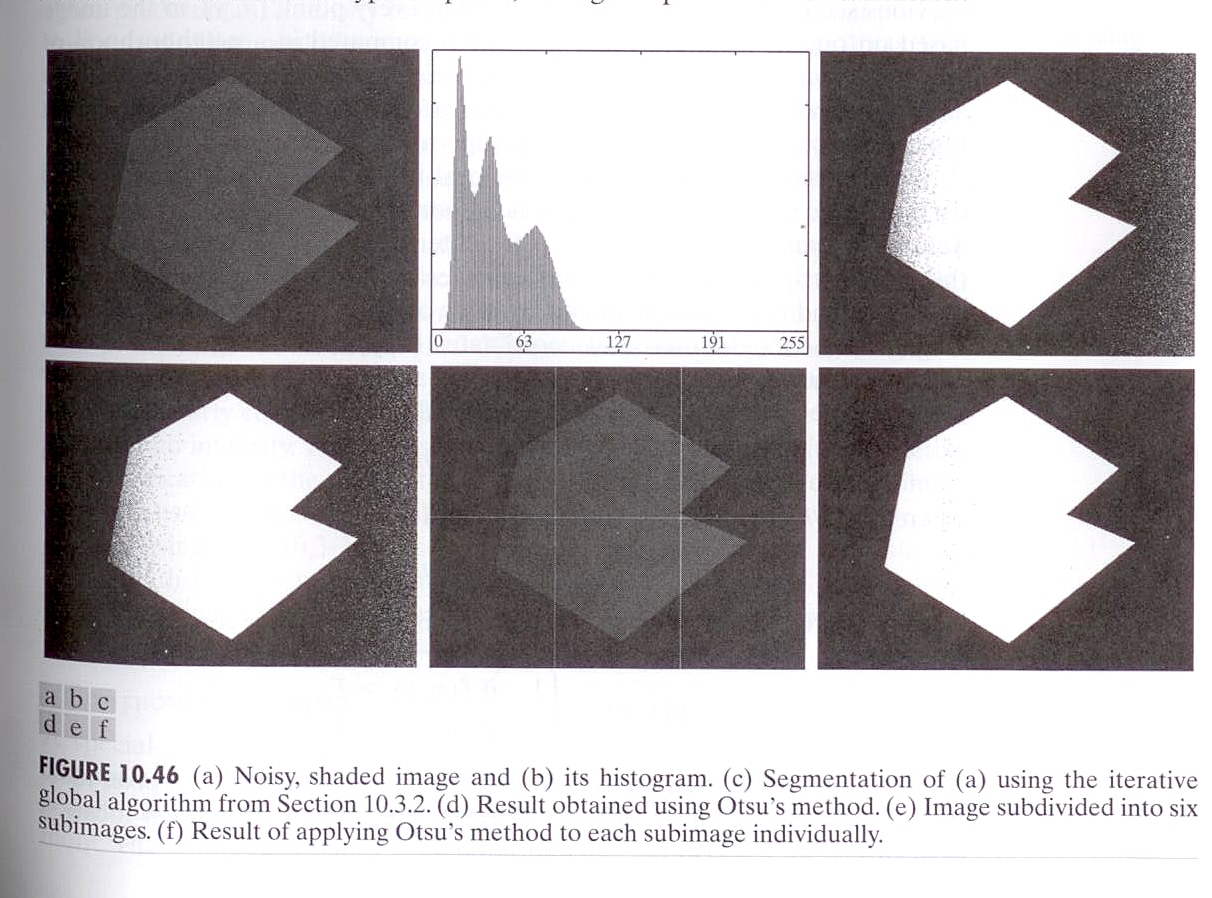 0 63 127 191 255
a b c
d e f
FIGURE 10.46 (a) Noisy, shaded image and (b) its histogram. (c) Segmentation of (a) using the iterative
global algorithm from Section 10.3.2. (d) Result obtained using Otsu's method. (e) Image subdivided into six
subimages. (f) Result of applying Otsu's method to each subimage individually.